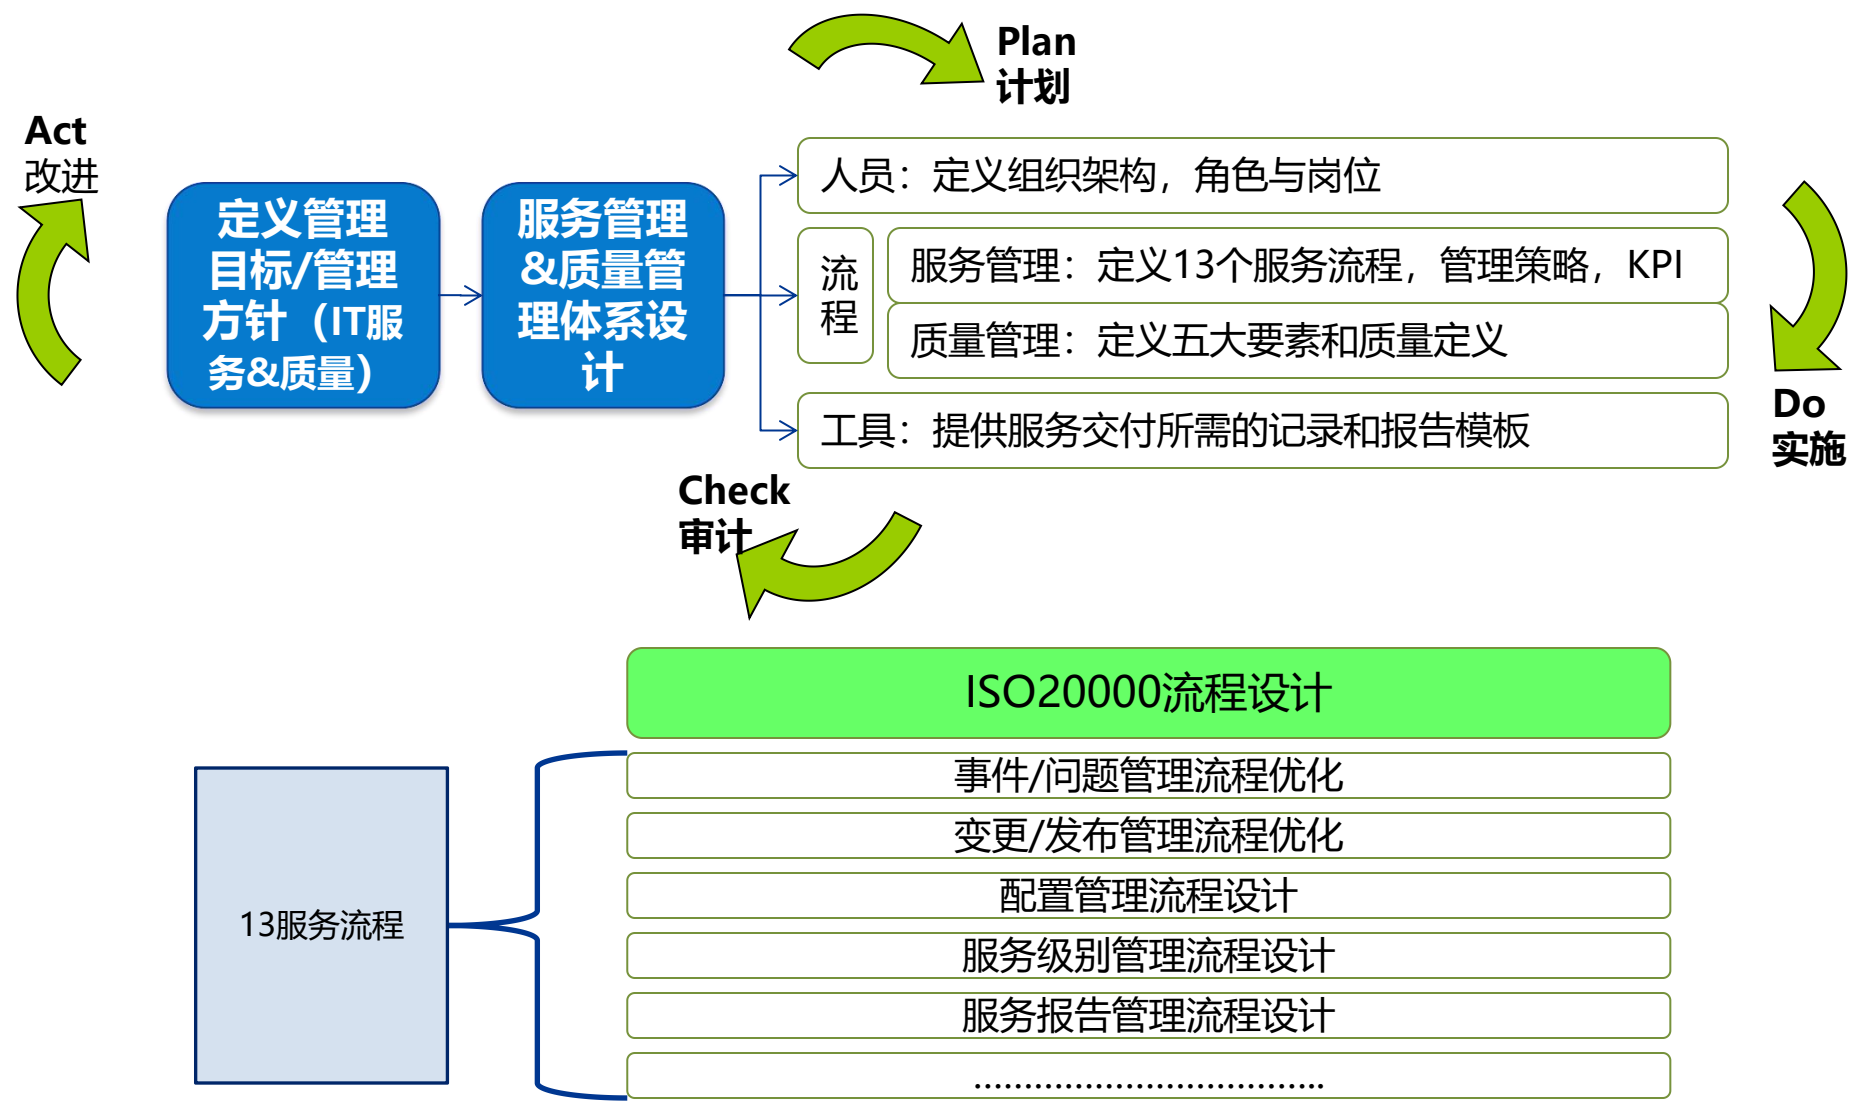 Plan
计划
Act
改进
定义管理
目标/管理
方针（IT服
务&质量）
服务管理
&质量管
理体系设
计
人员：定义组织架构，角色与岗位
流
程
服务管理：定义13个服务流程，管理策略，KPI
质量管理：定义五大要素和质量定义
工具：提供服务交付所需的记录和报告模板
Do
实施
Check
审计
ISO20000流程设计
13服务流程
事件/问题管理流程优化
变更/发布管理流程优化
配置管理流程设计
服务级别管理流程设计
服务报告管理流程设计
………………………………..